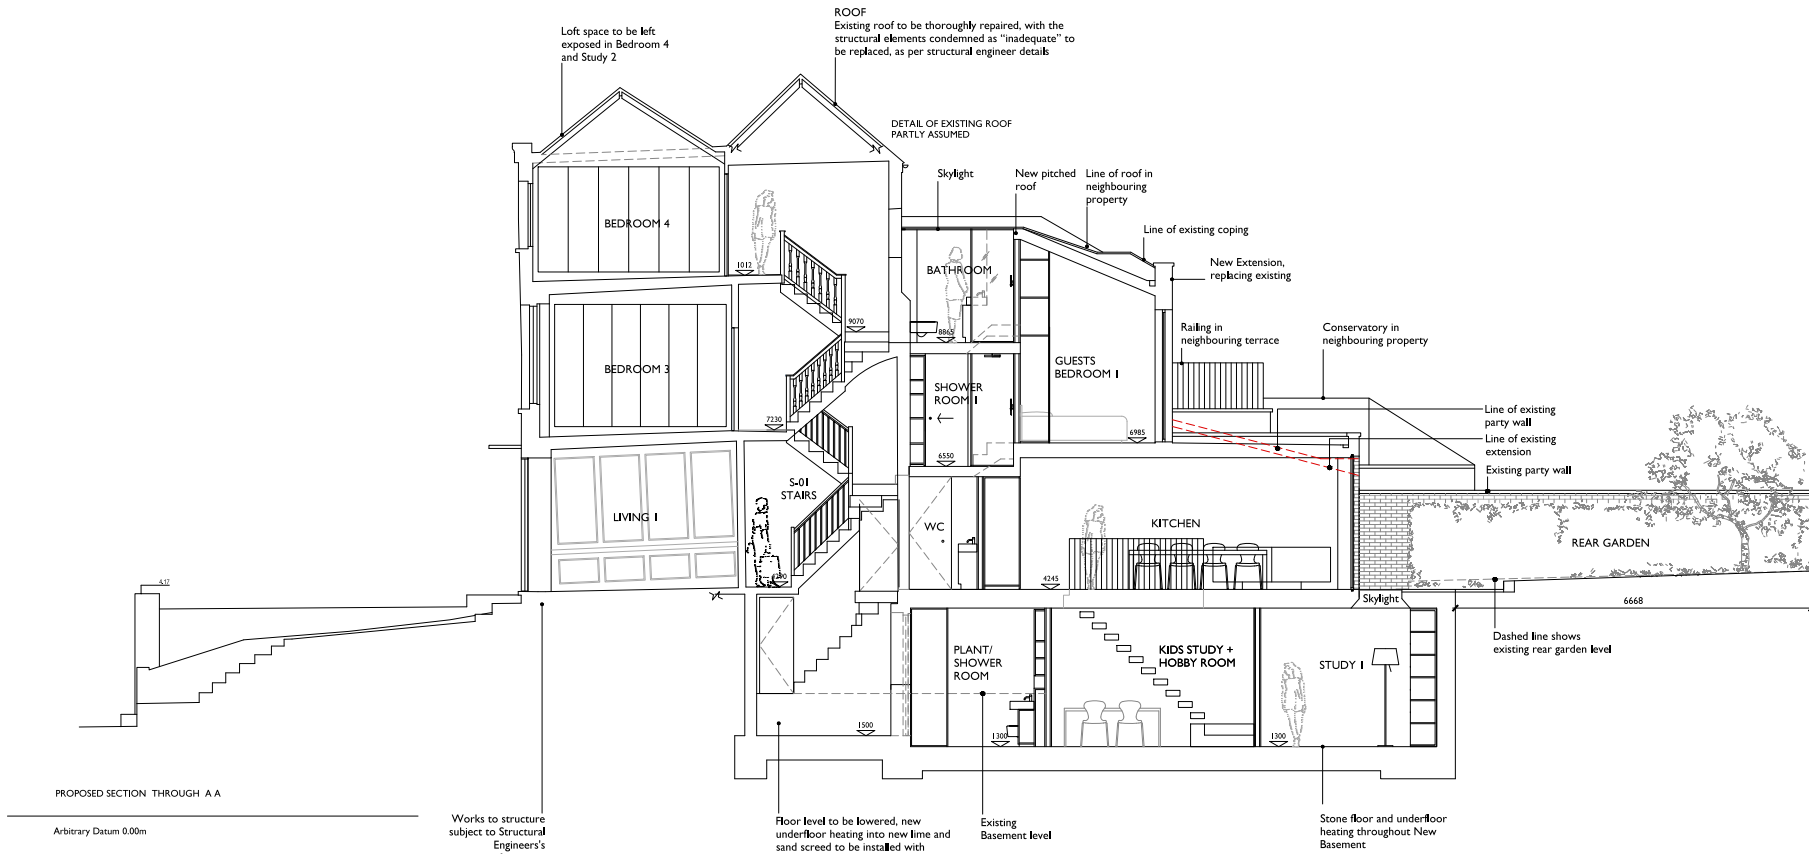 ROOF
Existing roof to be thoroughly repaired, with the
structural elements condemned as “inadequate” to
be replaced, as per structural engineer details
Loft space to be left
exposed in Bedroom 4
and Study 2
DETAIL OF EXISTING ROOF
PARTLY ASSUMED
Skylight
New pitched
roof
Line of roof in
neighbouring
property
Line of existing coping
New Extension,
replacing existing
Railing in
neighbouring terrace
Conservatory in
neighbouring property
Line of existing
party wall
Line of existing
extension
Existing party wall
BEDROOM 4
1012
BATHROOM
9070
8865
BEDROOM 3
GUESTS
BEDROOM 1
SHOWER
ROOM 1
7230
6985
6550
S-01
STAIRS
LIVING 1
WC
KITCHEN
REAR GARDEN
4245
4.17
Skylight
6668
Dashed line shows
existing rear garden level
PLANT/
SHOWER
ROOM
KIDS STUDY +
HOBBY ROOM
STUDY 1
1500
1300
1300
PROPOSED SECTION THROUGH A A
Arbitrary Datum 0.00m
Works to structure
subject to Structural
Engineers's
Floor level to be lowered, new
underfloor heating into new lime and
sand screed to be installed with
Existing
Basement level
Stone floor and underfloor
heating throughout New
Basement